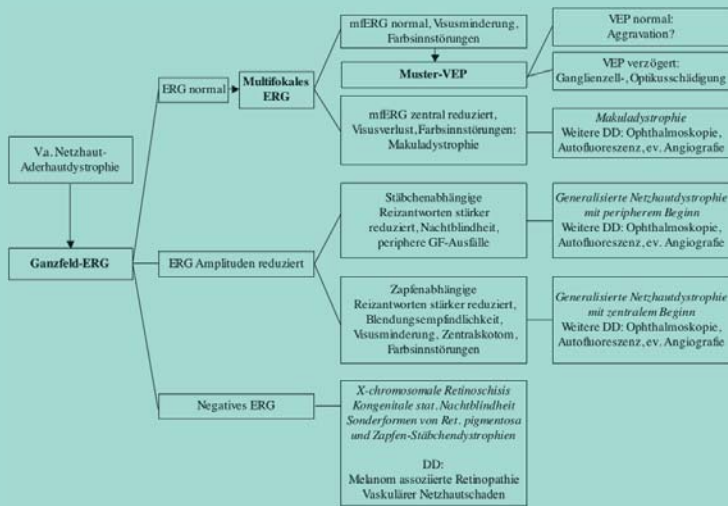 V.a. Netzhaut-
Aderhautdystrophie
Ganzfeld-ERG
ERG normal
Multifokales
ERG
mfERG normal, Visusminderung,
Farbsinnstörungen
Muster-VEP
VEP normal:
Aggravation?
VEP verzögert:
Ganglienzell-, Optikusschädigung
mfERG zentral reduziert,
Visusverlust, Farbsinnstörungen:
Makuladystrophie
Makuladystrophie
Weitere DD: Ophthalmoskopie,
Autofluoreszenz, ev. Angiografie
ERG Amplituden reduziert
Stäbchenabhängige
Reizantworten stärker
reduziert, Nachtblindheit,
periphere GF-Ausfälle
Generalisierte Netzhautdystrophie
mit peripherem Beginn
Weitere DD: Ophthalmoskopie,
Autofluoreszenz, ev. Angiografie
Zapfenabhängige
Reizantworten stärker reduziert,
Blendungsempfindlichkeit,
Visusminderung, Zentralskotom,
Farbsinnstörungen
Generalisierte Netzhautdystrophie
mit zentralem Beginn
Weitere DD: Ophthalmoskopie,
Autofluoreszenz, ev. Angiografie
Negatives ERG
X-chromosomale Retinoschisis
Kongenitale stat. Nachtblindheit
Sonderformen von Ret. pigmentosa
und Zapfen-Stäbchendystrophien
DD:
Melanom assoziierte Retinopathie
Vaskulärer Netzhautschaden